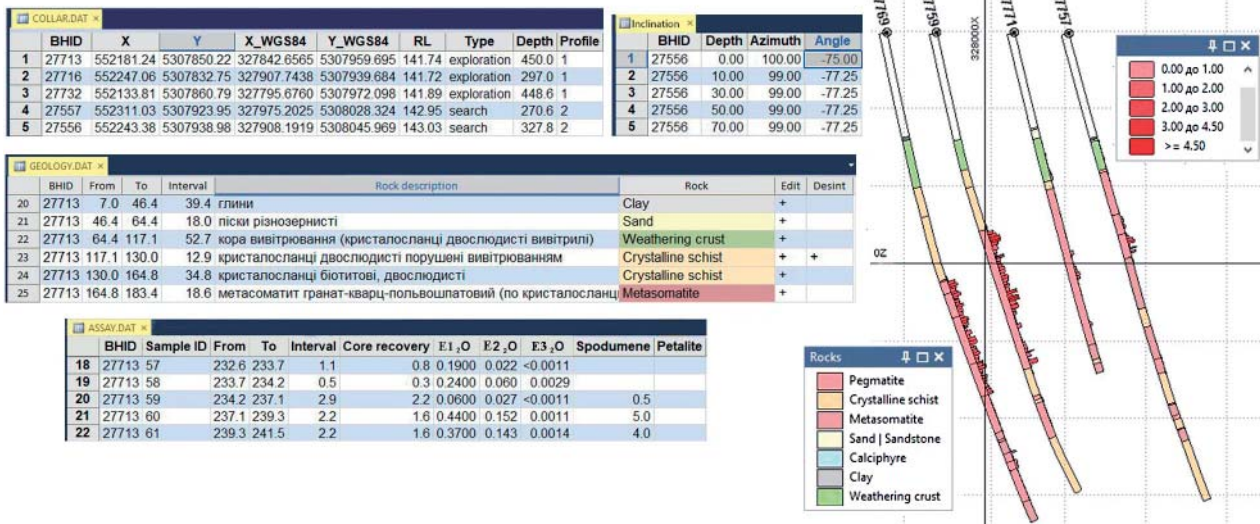 COLLAR.DAT ×
BHID X Y X_WGS84 Y_WGS84 RL Type Depth Profile
1 27713 552181.24 5307850.22 327842.6565 5307959.695 141.74 exploration 450.0 1
2 27716 552247.06 5307832.75 327907.7438 5307939.684 141.72 exploration 297.0 1
3 27732 552133.81 5307860.79 327795.6760 5307972.098 141.89 exploration 448.6 1
4 27557 552311.03 5307923.95 327975.2025 5308028.324 142.95 search 270.6 2
5 27556 552243.38 5307938.98 327908.1919 5308045.969 143.03 search 327.8 2
Inclination ×
BHID Depth Azimuth Angle
1 27556 0.00 100.00 -75.00
2 27556 10.00 99.00 -77.25
3 27556 30.00 99.00 -77.25
4 27556 50.00 99.00 -77.25
5 27556 70.00 99.00 -77.25
GEOLOGY.DAT ×
BHID From To Interval Rock description Rock Edit Desint
20 27713 7.0 46.4 39.4 глини Clay +
21 27713 46.4 64.4 18.0 піски різнозернисті Sand +
22 27713 64.4 117.1 52.7 кора вивітрювання (кристалосланці двослюдисті вивітрилі) Weathering crust +
23 27713 117.1 130.0 12.9 кристалосланці двослюдисті порушені вивітрюванням Crystalline schist + +
24 27713 130.0 164.8 34.8 кристалосланці біотитові, двослюдисті Crystalline schist +
25 27713 164.8 183.4 18.6 метасоматит гранат-кварц-польвошпатовий (по кристалосланц Metasomatite +
ASSAY.DAT ×
BHID Sample ID From To Interval Core recovery E1₂O E2₂O E3₂O Spodumene Petalite
18 27713 57 232.6 233.7 1.1 0.8 0.1900 0.022 <0.0011
19 27713 58 233.7 234.2 0.5 0.3 0.2400 0.060 0.0029
20 27713 59 234.2 237.1 2.9 2.2 0.0600 0.027 <0.0011 0.5
21 27713 60 237.1 239.3 2.2 1.6 0.4400 0.152 0.0011 5.0
22 27713 61 239.3 241.5 2.2 1.6 0.3700 0.143 0.0014 4.0
7769
7759
328000X
7771
7757
0Z
0.00 до 1.00
1.00 до 2.00
2.00 до 3.00
3.00 до 4.50
>= 4.50
Rocks
Pegmatite
Crystalline schist
Metasomatite
Sand | Sandstone
Calciphyre
Clay
Weathering crust